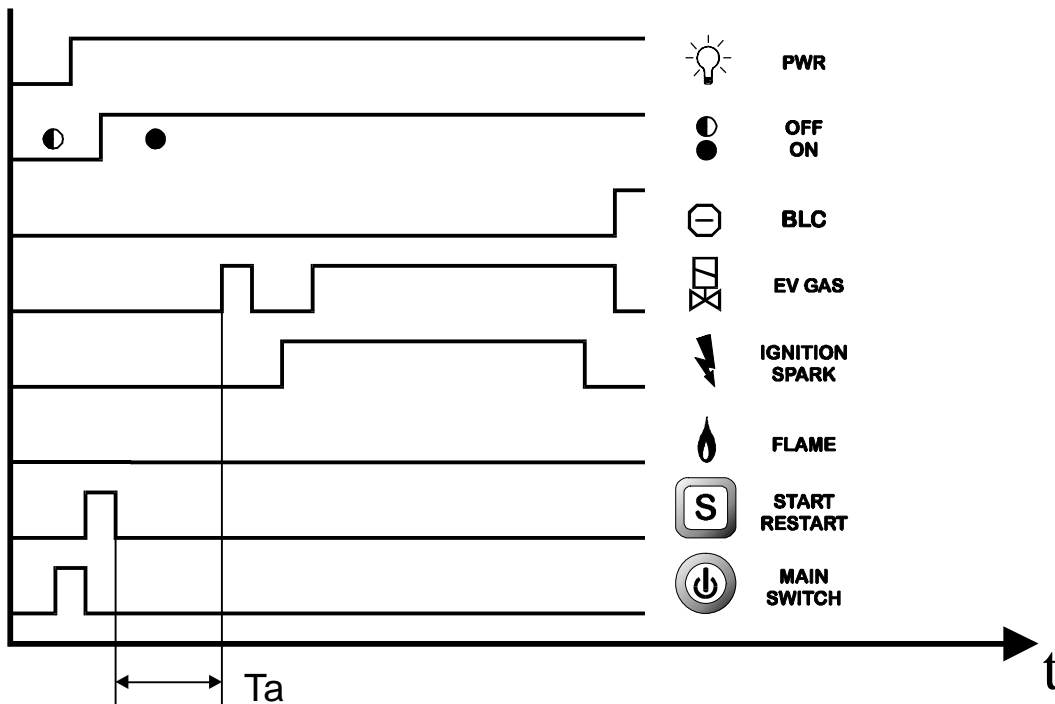 PWR
OFF
ON
BLC
EV GAS
IGNITION
SPARK
FLAME
S
START
RESTART
MAIN
SWITCH
t
Ta